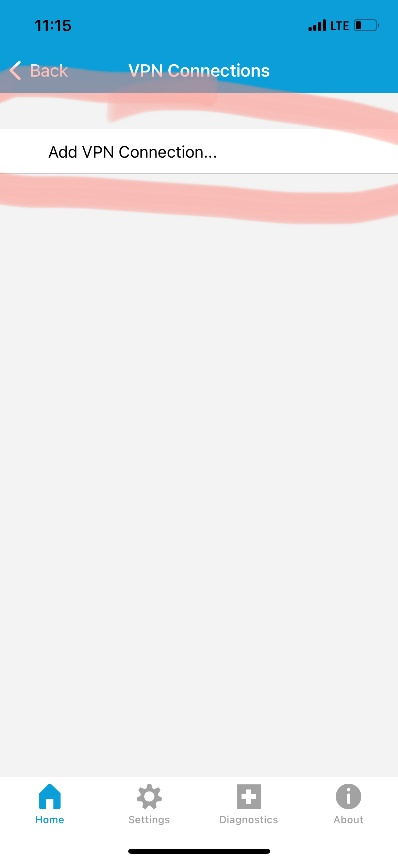 11:15
LTE
Back
VPN Connections
Add VPN Connection...
Home
Settings
Diagnostics
About